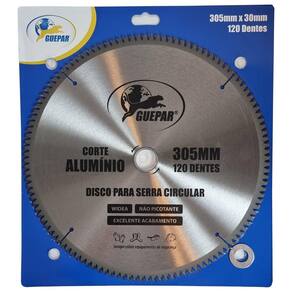 GUEPAR®
305mm x 30mm
120 Dentes
GUEPAR®
CORTE
ALUMÍNIO
305MM
120 DENTES
DISCO PARA SERRA CIRCULAR
WIDEA
NÃO PICOTANTE
EXCELENTE ACABAMENTO